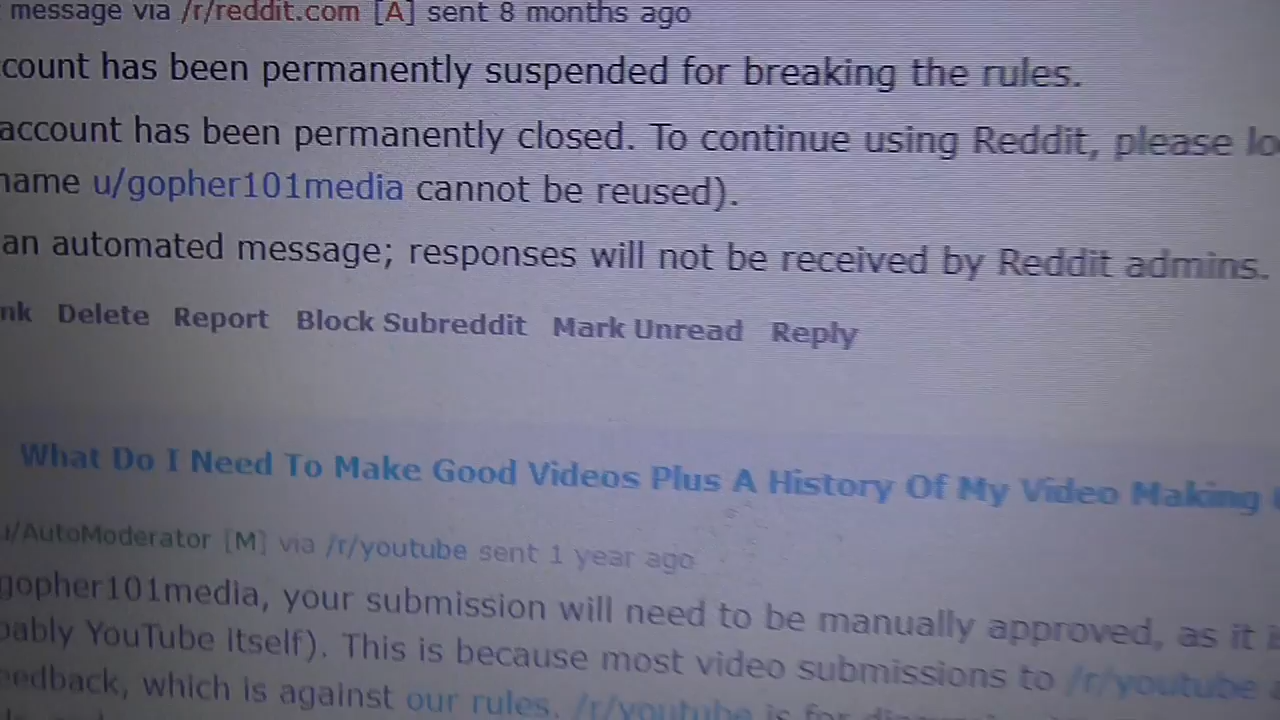 message via /r/reddit.com [A] sent 8 months ago
count has been permanently suspended for breaking the rules.
account has been permanently closed. To continue using Reddit, please lo
name u/gopher101media cannot be reused).
an automated message; responses will not be received by Reddit admins.
nk Delete Report Block Subreddit Mark Unread Reply
What Do I Need To Make Good Videos Plus A History Of My Video Making
u/AutoModerator [M] via /r/youtube sent 1 year ago
gopher101media, your submission will need to be manually approved, as it i
bably YouTube itself). This is because most video submissions to /r/youtube a
eedback, which is against our rules. /r/youtube is for